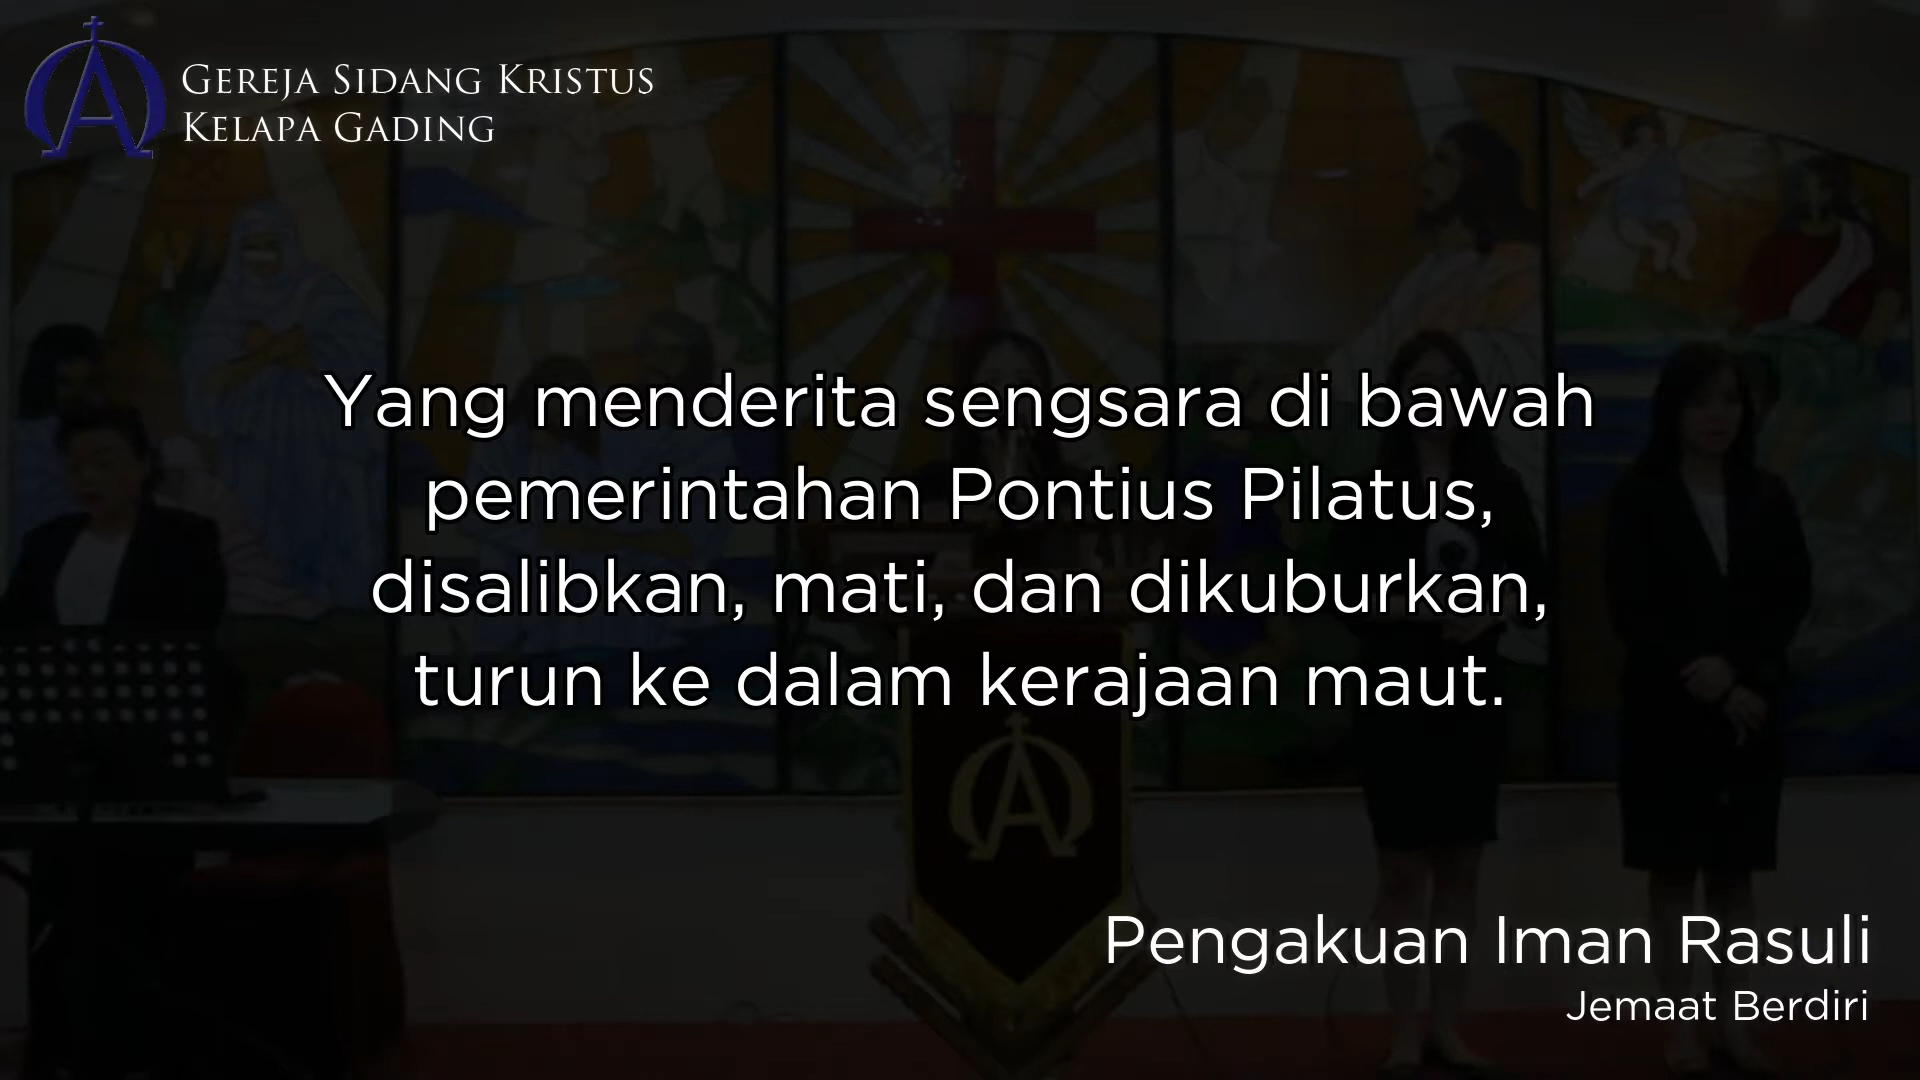 GEREJA SIDANG KRISTUS
KELAPA GADING
Yang menderita sengsara di bawah
pemerintahan Pontius Pilatus,
disalibkan, mati, dan dikuburkan,
turun ke dalam kerajaan maut.
Pengakuan Iman Rasuli
Jemaat Berdiri